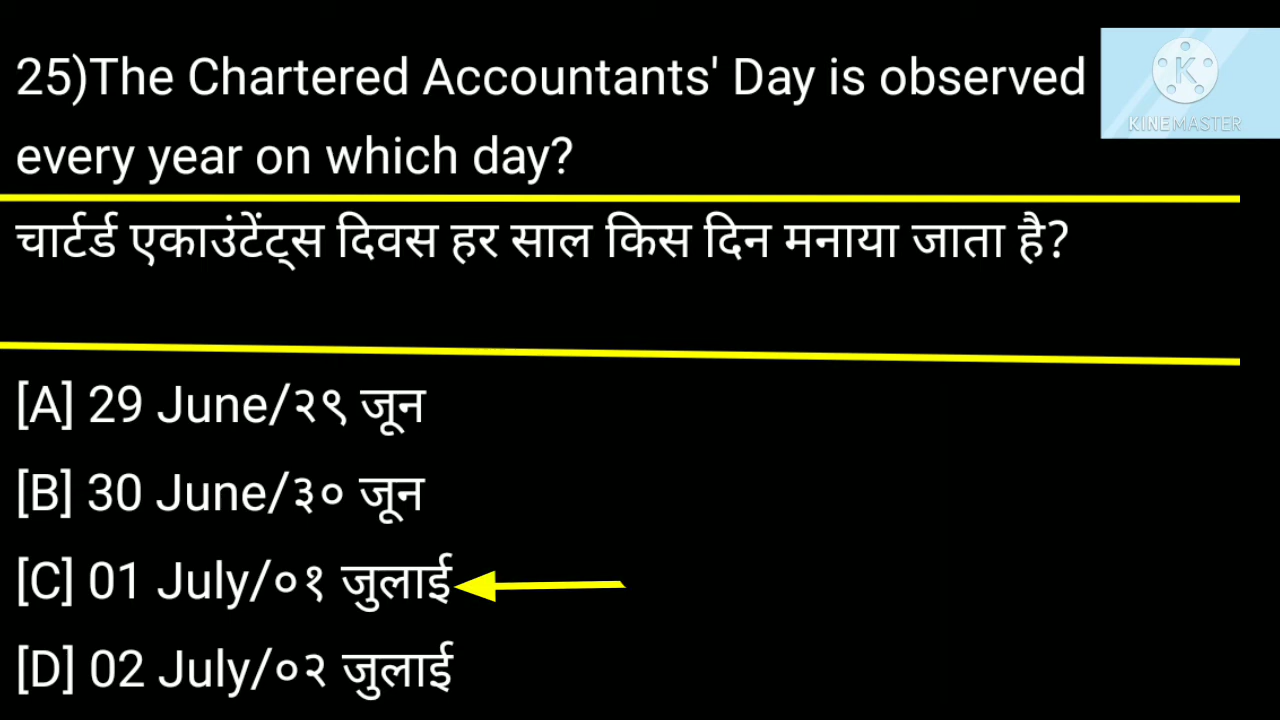 25)The Chartered Accountants' Day is observed
KINEMASTER
every year on which day?
चार्टर्ड एकाउंटेंट्स दिवस हर साल किस दिन मनाया जाता है?
[A] 29 June/२९ जून
[B] 30 June/३० जून
[C] 01 July/०१ जुलाई
[D] 02 July/०२ जुलाई